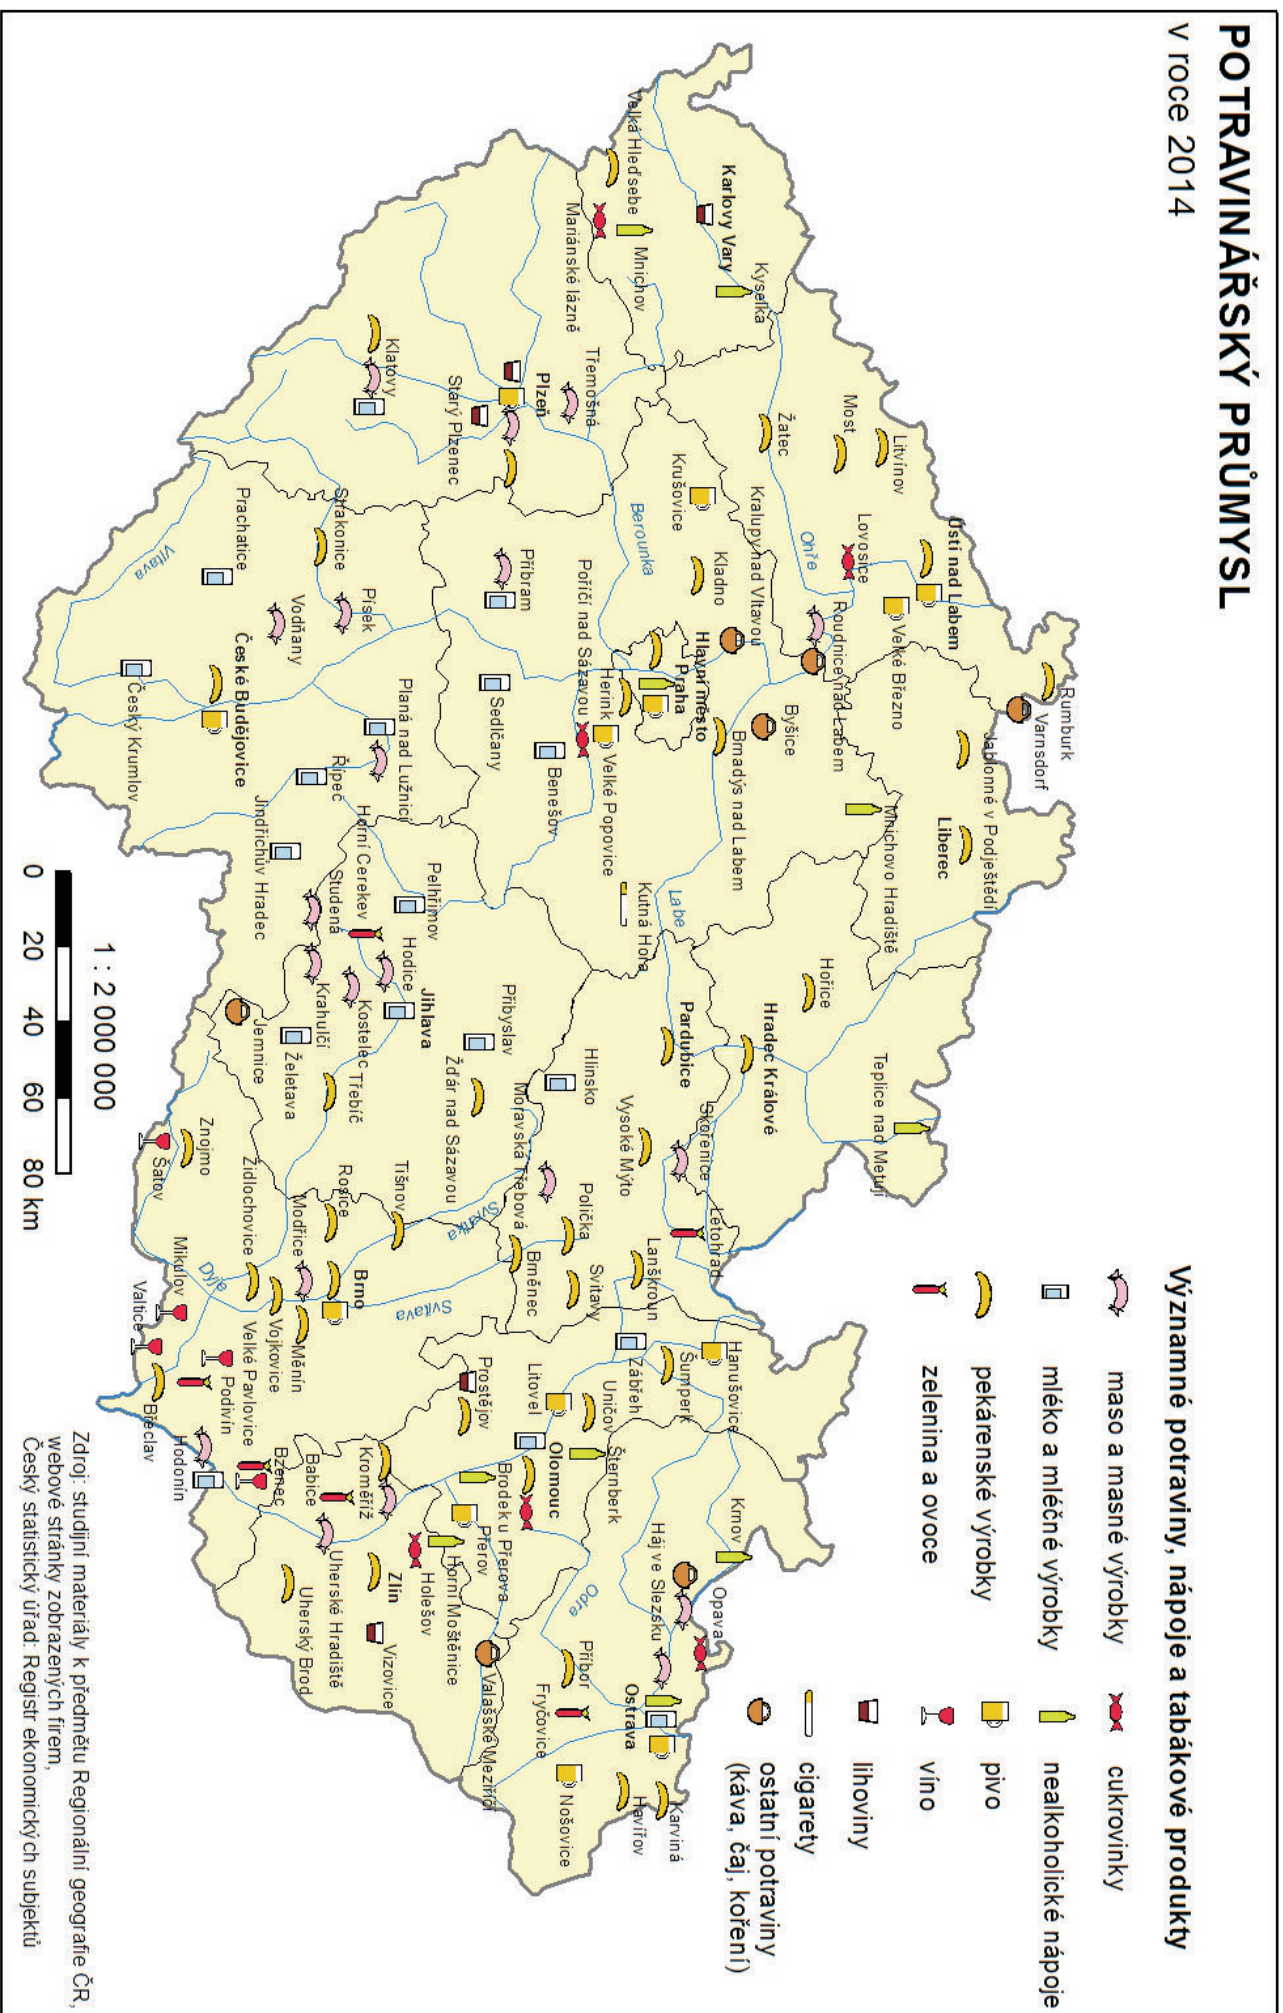 POTRAVINÁŘSKÝ PRŮMYSL
v roce 2014
Významné potraviny, nápoje a tabákové produkty
maso a masné výrobky
mléko a mléčné výrobky
pekárenské výrobky
zelenina a ovoce
cukrovinky
nealkoholické nápoje
pivo
víno
lihoviny
cigarety
ostatní potraviny
(káva, čaj, koření)
Rumburk
Varnsdorf
Jablonné v Podještědí
Liberec
Ústí nad Labem
Litvínov
Most
Lovosice
Velké Březno
Žatec
Ohře
Roudnice nad Labem
Mnichovo Hradiště
Teplice nad Metují
Hořice
Kyselka
Karlovy Vary
Velká Hleďsebe
Mnichov
Mariánské lázně
Kralupy nad Vltavou
Byšice
Krušovice
Kladno
Hlavní město
Praha
Brnadýs nad Labem
Hradec Králové
Labe
Pardubice
Kutná Hora
Berounka
Herink
Velké Popovice
Poříčí nad Sázavou
Třemošná
Plzeň
Starý Plzenec
Klatovy
Příbram
Sedlčany
Benešov
Skořenice
Letohrad
Vysoké Mýto
Lanškroun
Hlinsko
Polička
Svitavy
Moravská Třebová
Brněnec
Hanušovice
Šumperk
Zábřeh
Uničov
Šternberk
Litovel
Olomouc
Prostějov
Brodek u Přerova
Přerov
Horní Moštěnice
Krnov
Opava
Háj ve Slezsku
Odra
Příbor
Ostrava
Fryčovice
Karviná
Havířov
Nošovice
Valašské Meziříčí
Holešov
Kroměříž
Zlín
Vizovice
Babice
Uherské Hradiště
Uherský Brod
Strakonice
Písek
Prachatice
Vodňany
Vltava
České Budějovice
Český Krumlov
Planá nad Lužnicí
Řípec
Jindřichův Hradec
Pelhřimov
Horní Cerekev
Studená
Hodice
Jihlava
Kostelec
Krahulčí
Přibyslav
Žďár nad Sázavou
Třebíč
Želetava
Jemnice
Svratka
Svitava
Tišnov
Rosice
Brno
Modřice
Měnín
Židlochovice
Vojkovice
Znojmo
Šatov
Dyje
Mikulov
Valtice
Velké Pavlovice
Podivín
Břeclav
Bzenec
Hodonín
1 : 2 000 000
0 20 40 60 80 km
Zdroj: studijní materiály k předmětu Regionální geografie ČR,
webové stránky zobrazených firem,
Český statistický úřad: Registr ekonomických subjektů